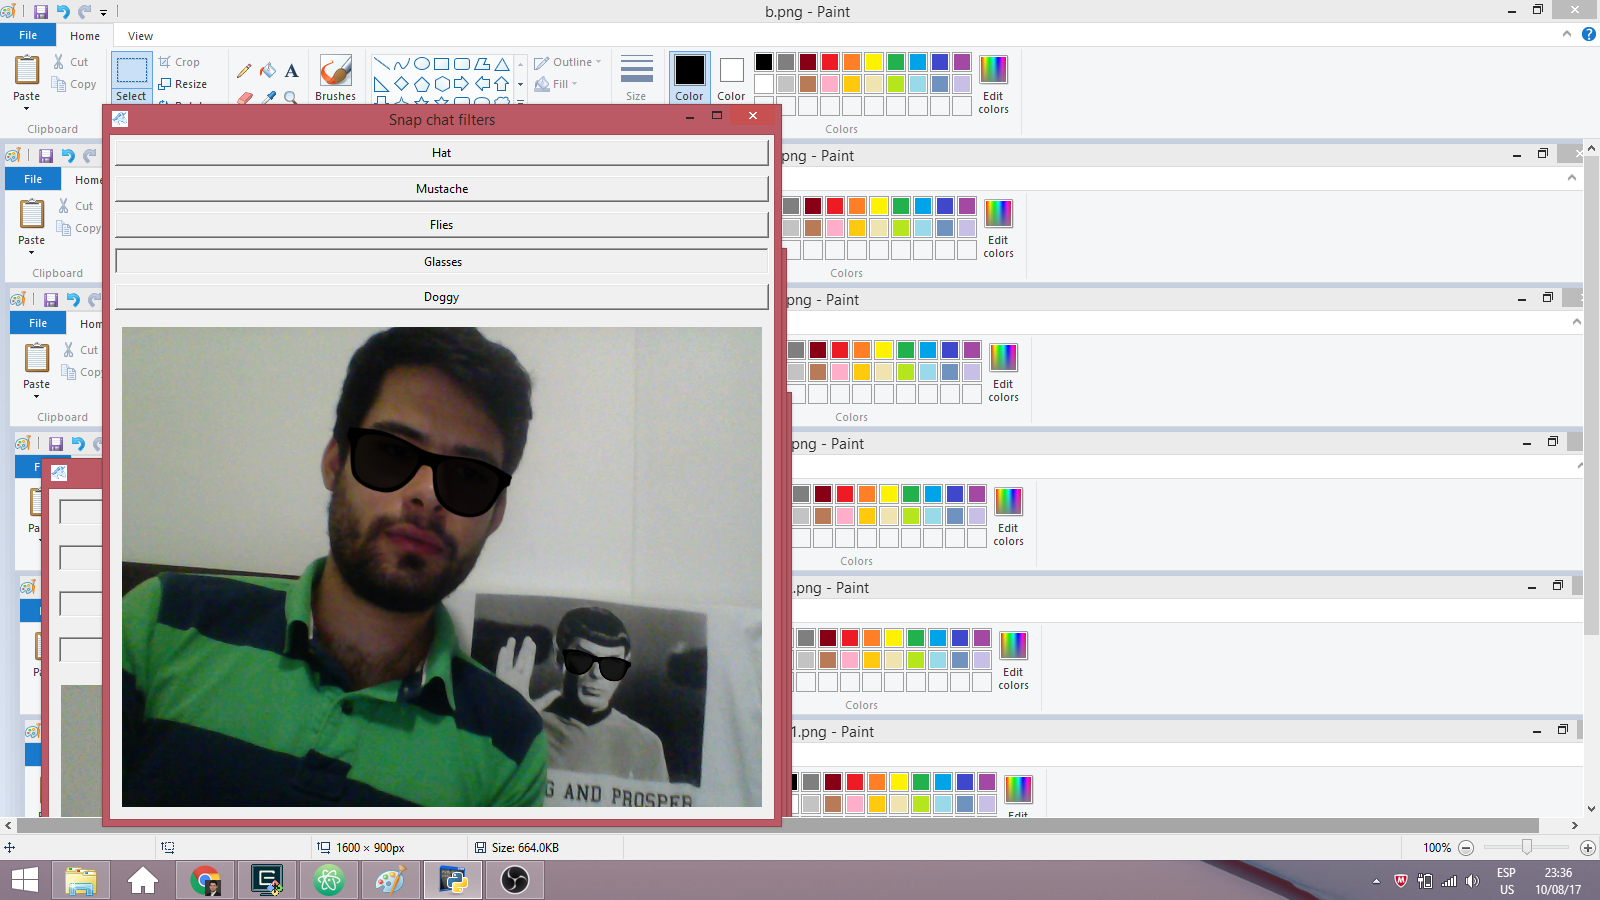 b.png - Paint
File Home View
Cut
Copy
Paste
Clipboard
Crop
Resize
Select
Brushes
Outline
Fill
Size
Color
Color
Edit
colors
Colors
Snap chat filters
Hat
Mustache
Flies
Glasses
Doggy
G AND PROSPER
png - Paint
File Home
Cut
Copy
Paste
Clipboard
Edit
colors
Colors
png - Paint
File Hom
Cut
Copy
Paste
Clipboard
Edit
colors
Colors
png - Paint
F
Pa
Edit
colors
Colors
.png - Paint
Pa
Edit
colors
Colors
1.png - Paint
Edit
1600 × 900px
Size: 664.0KB
100%
ESP
US
23:36
10/08/17